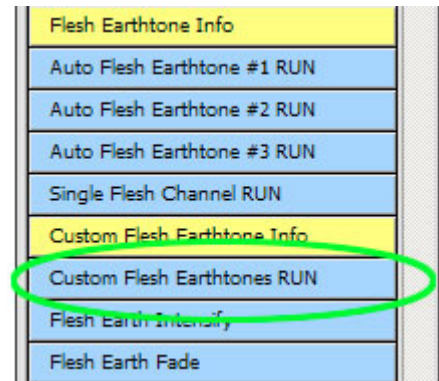 Flesh Earthtone Info
Auto Flesh Earthtone #1 RUN
Auto Flesh Earthtone #2 RUN
Auto Flesh Earthtone #3 RUN
Single Flesh Channel RUN
Custom Flesh Earthtone Info
Custom Flesh Earthtones RUN
Flesh Earth Intensify
Flesh Earth Fade